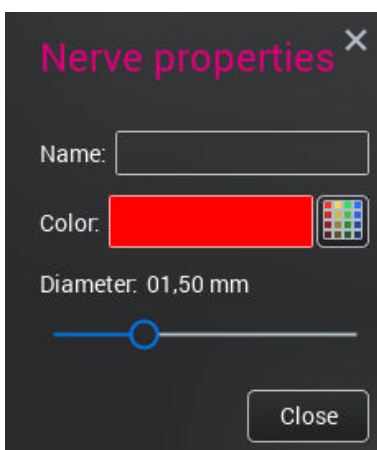 Nerve properties
Name:
Color:
Diameter: 01,50 mm
Close